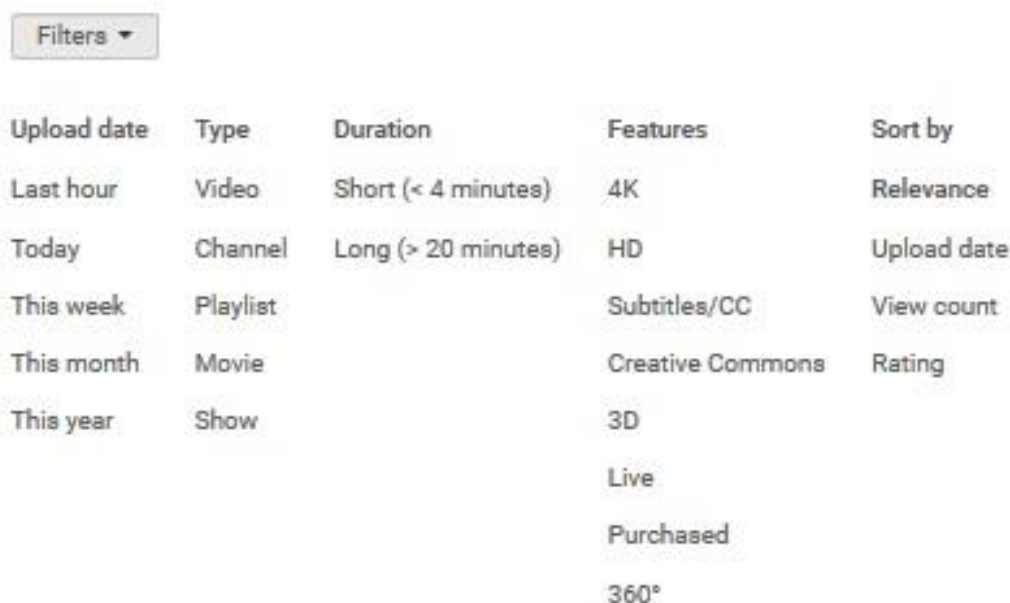 Filters
Upload date Type Duration Features Sort by
Last hour Video Short (< 4 minutes) 4K Relevance
Today Channel Long (> 20 minutes) HD Upload date
This week Playlist Subtitles/CC View count
This month Movie Creative Commons Rating
This year Show 3D
Live
Purchased
360°